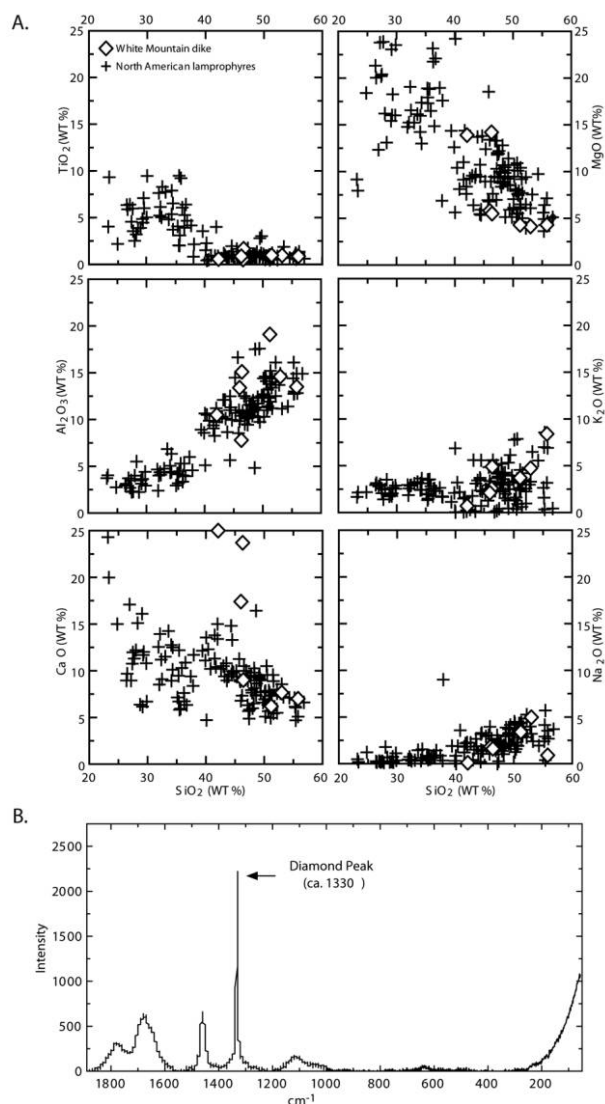 A.
20 30 40 50 60
20 30 40 50 60
25
20
15
10
5
0
TiO2 (WT%)
White Mountain dike
North American lamprophyres
25
20
15
10
5
0
MgO (WT%)
25
20
15
10
5
0
Al2O3 (WT%)
25
20
15
10
5
0
K2O (WT%)
25
20
15
10
5
0
CaO (WT%)
25
20
15
10
5
0
Na2O (WT%)
20 30 40 50 60
20 30 40 50 60
SiO2 (WT%)
SiO2 (WT%)
B.
2500
2000
1500
1000
500
0
Intensity
Diamond Peak
(ca. 1330 )
1800 1600 1400 1200 1000 800 600 400 200
cm-1